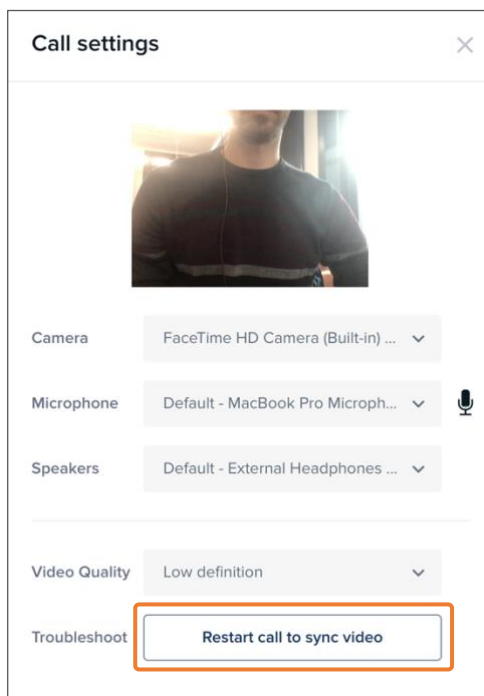 Call settings
Camera FaceTime HD Camera (Built-in) ...
Microphone Default - MacBook Pro Microph...
Speakers Default - External Headphones ...
Video Quality Low definition
Troubleshoot Restart call to sync video